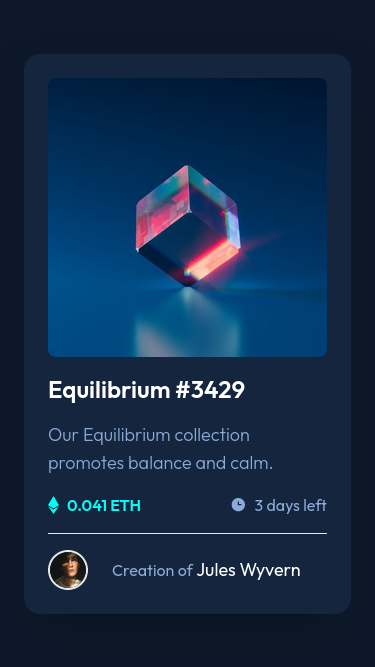 Equilibrium #3429
Our Equilibrium collection
promotes balance and calm.
0.041 ETH
3 days left
Creation of Jules Wyvern